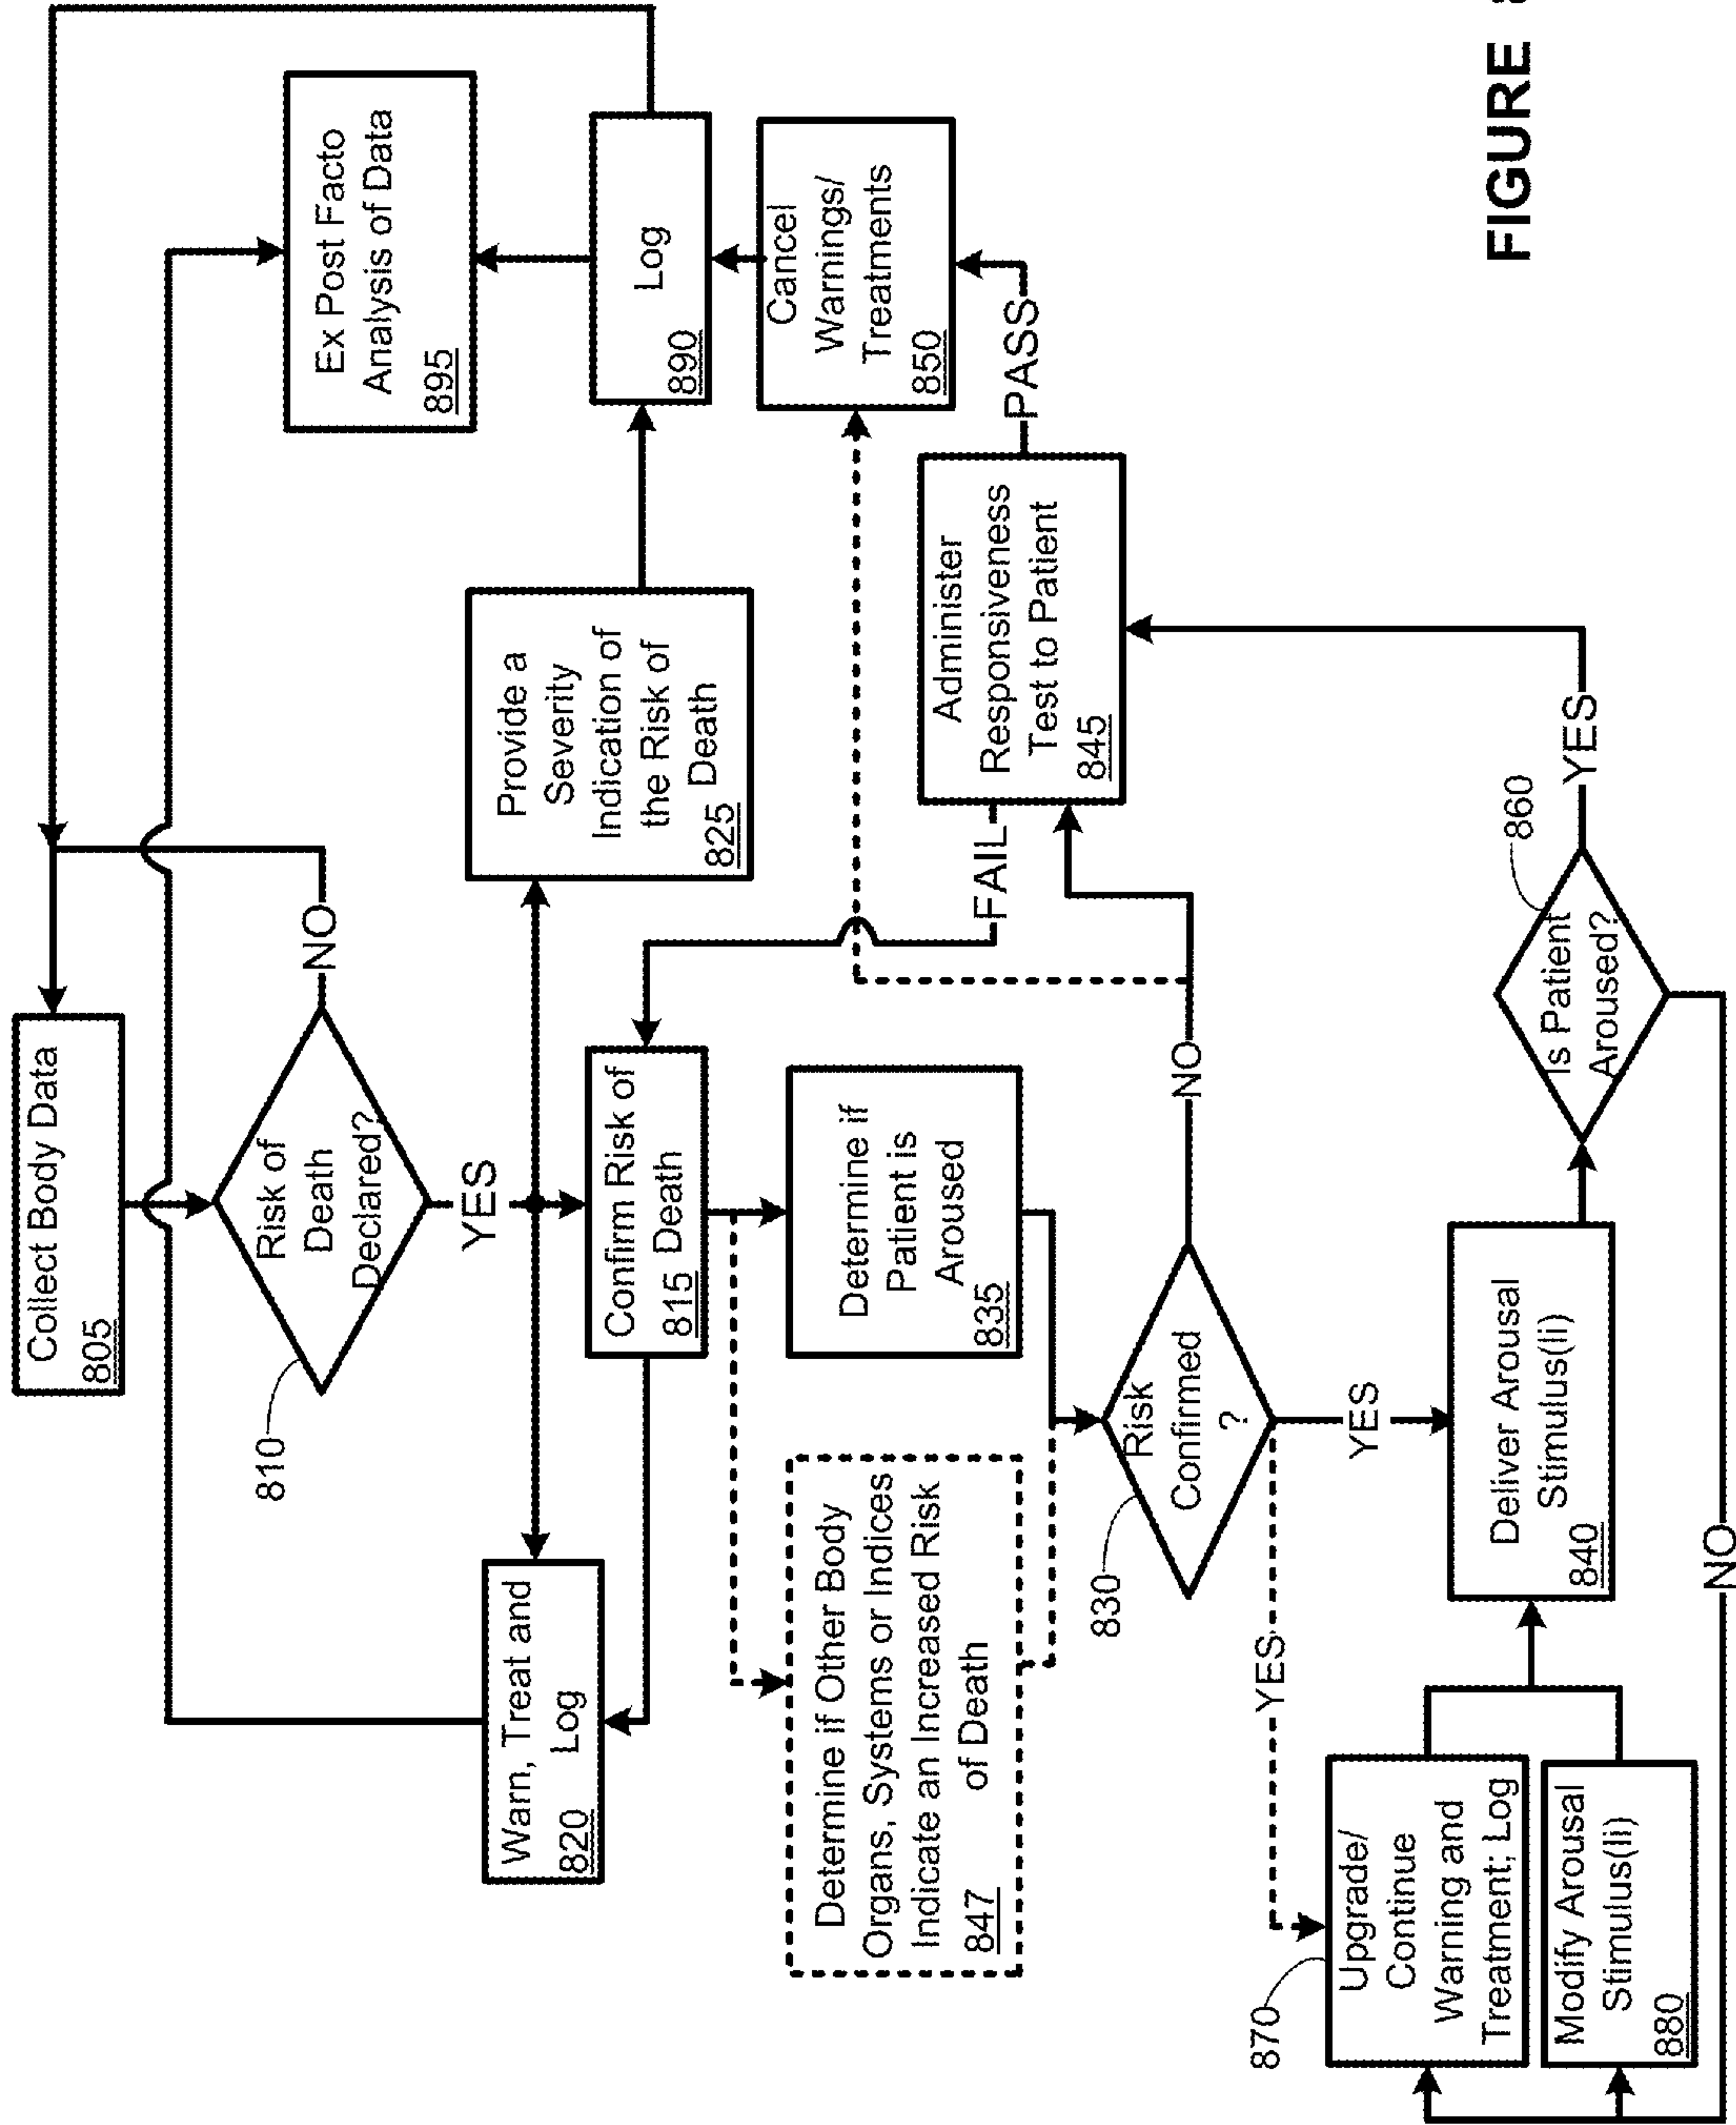 Collect Body Data
805
810
Risk of
Death
Declared?
NO
YES
Warn, Treat and
Log
820
Confirm Risk of
Death
815
Provide a
Severity
Indication of
the Risk of
Death
825
Log
890
Ex Post Facto
Analysis of Data
895
Determine if Other Body
Organs, Systems or Indices
Indicate an Increased Risk
of Death
847
Determine if
Patient is
Aroused
835
FAIL
Administer
Responsiveness
Test to Patient
845
PASS
Cancel
Warnings/
Treatments
850
830
Risk
Confirmed
?
NO
YES
YES
870
Upgrade/
Continue
Warning and
Treatment; Log
Modify Arousal
Stimulus(li)
880
Deliver Arousal
Stimulus(li)
840
860
Is Patient
Aroused?
YES
NO
FIGURE